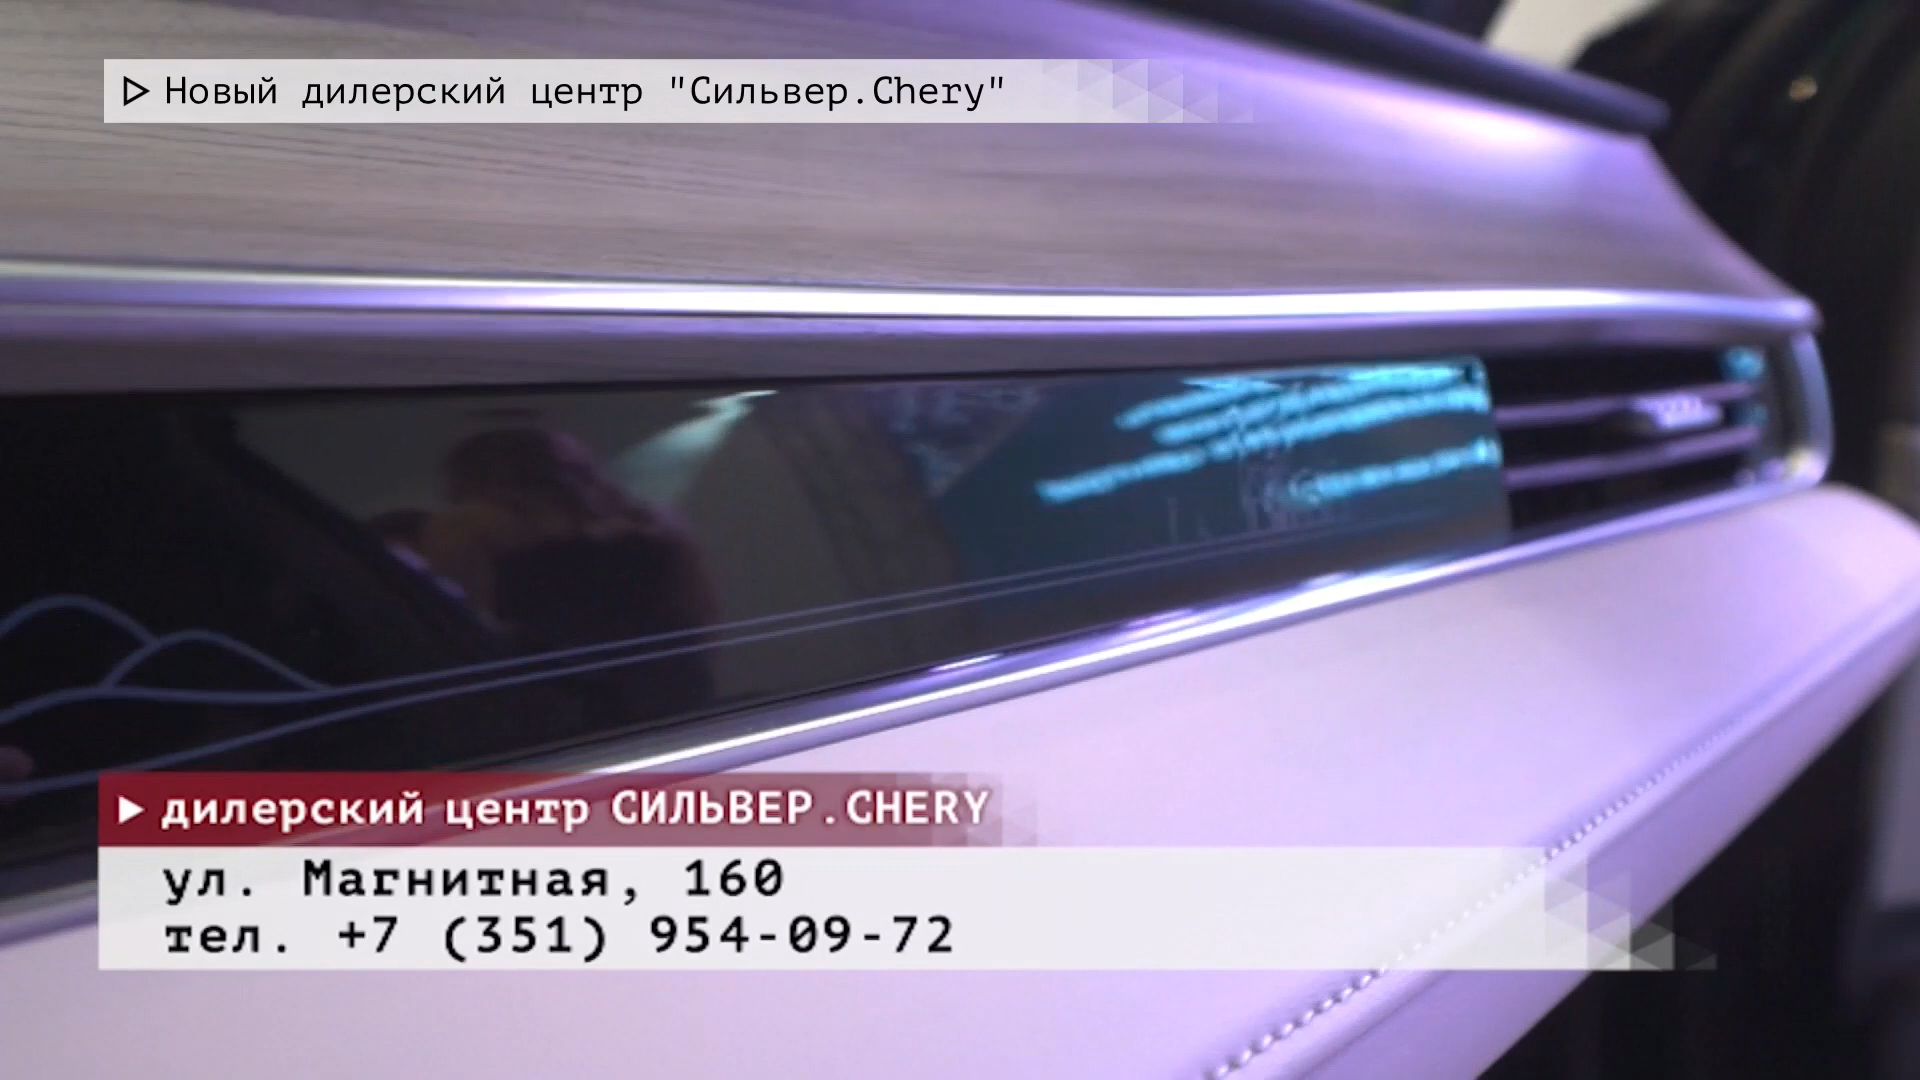 Новый дилерский центр "Сильвер.Chery"
дилерский центр СИЛЬВЕР.CHERY
ул. Магнитная, 160
тел. +7 (351) 954-09-72